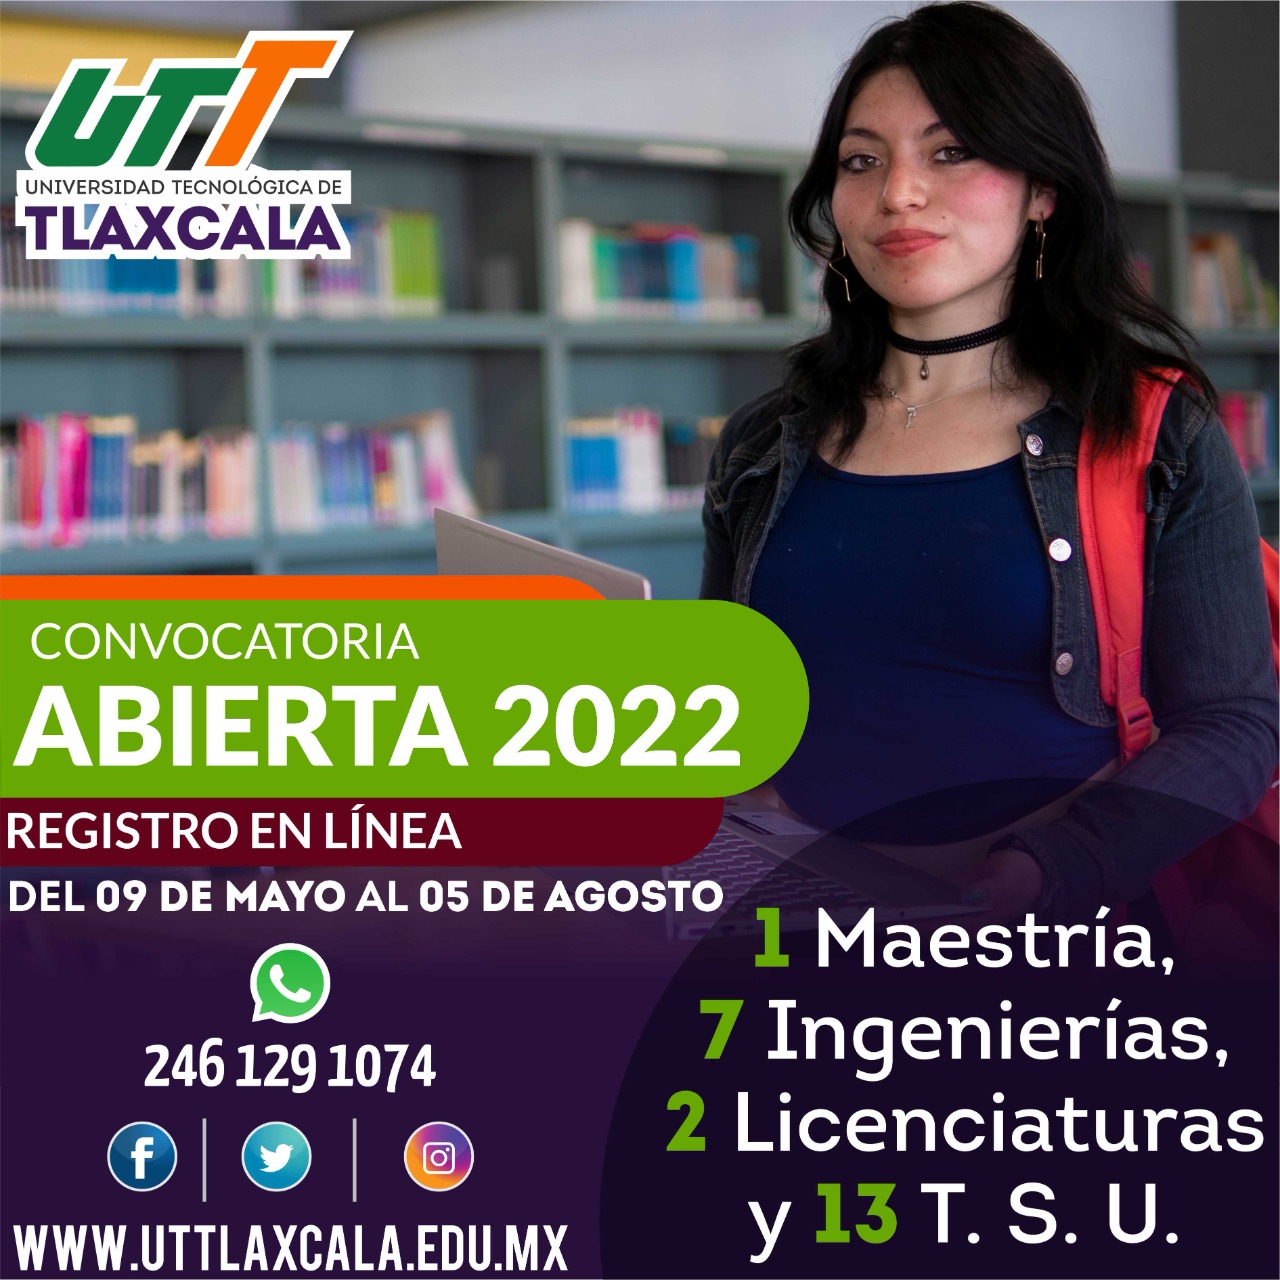 UTT
UNIVERSIDAD TECNOLÓGICA DE
TLAXCALA
CONVOCATORIA
ABIERTA 2022
REGISTRO EN LÍNEA
DEL 09 DE MAYO AL 05 DE AGOSTO
246 129 1074
WWW.UTTLAXCALA.EDU.MX
1 Maestría,
7 Ingenierías,
2 Licenciaturas
y 13 T. S. U.